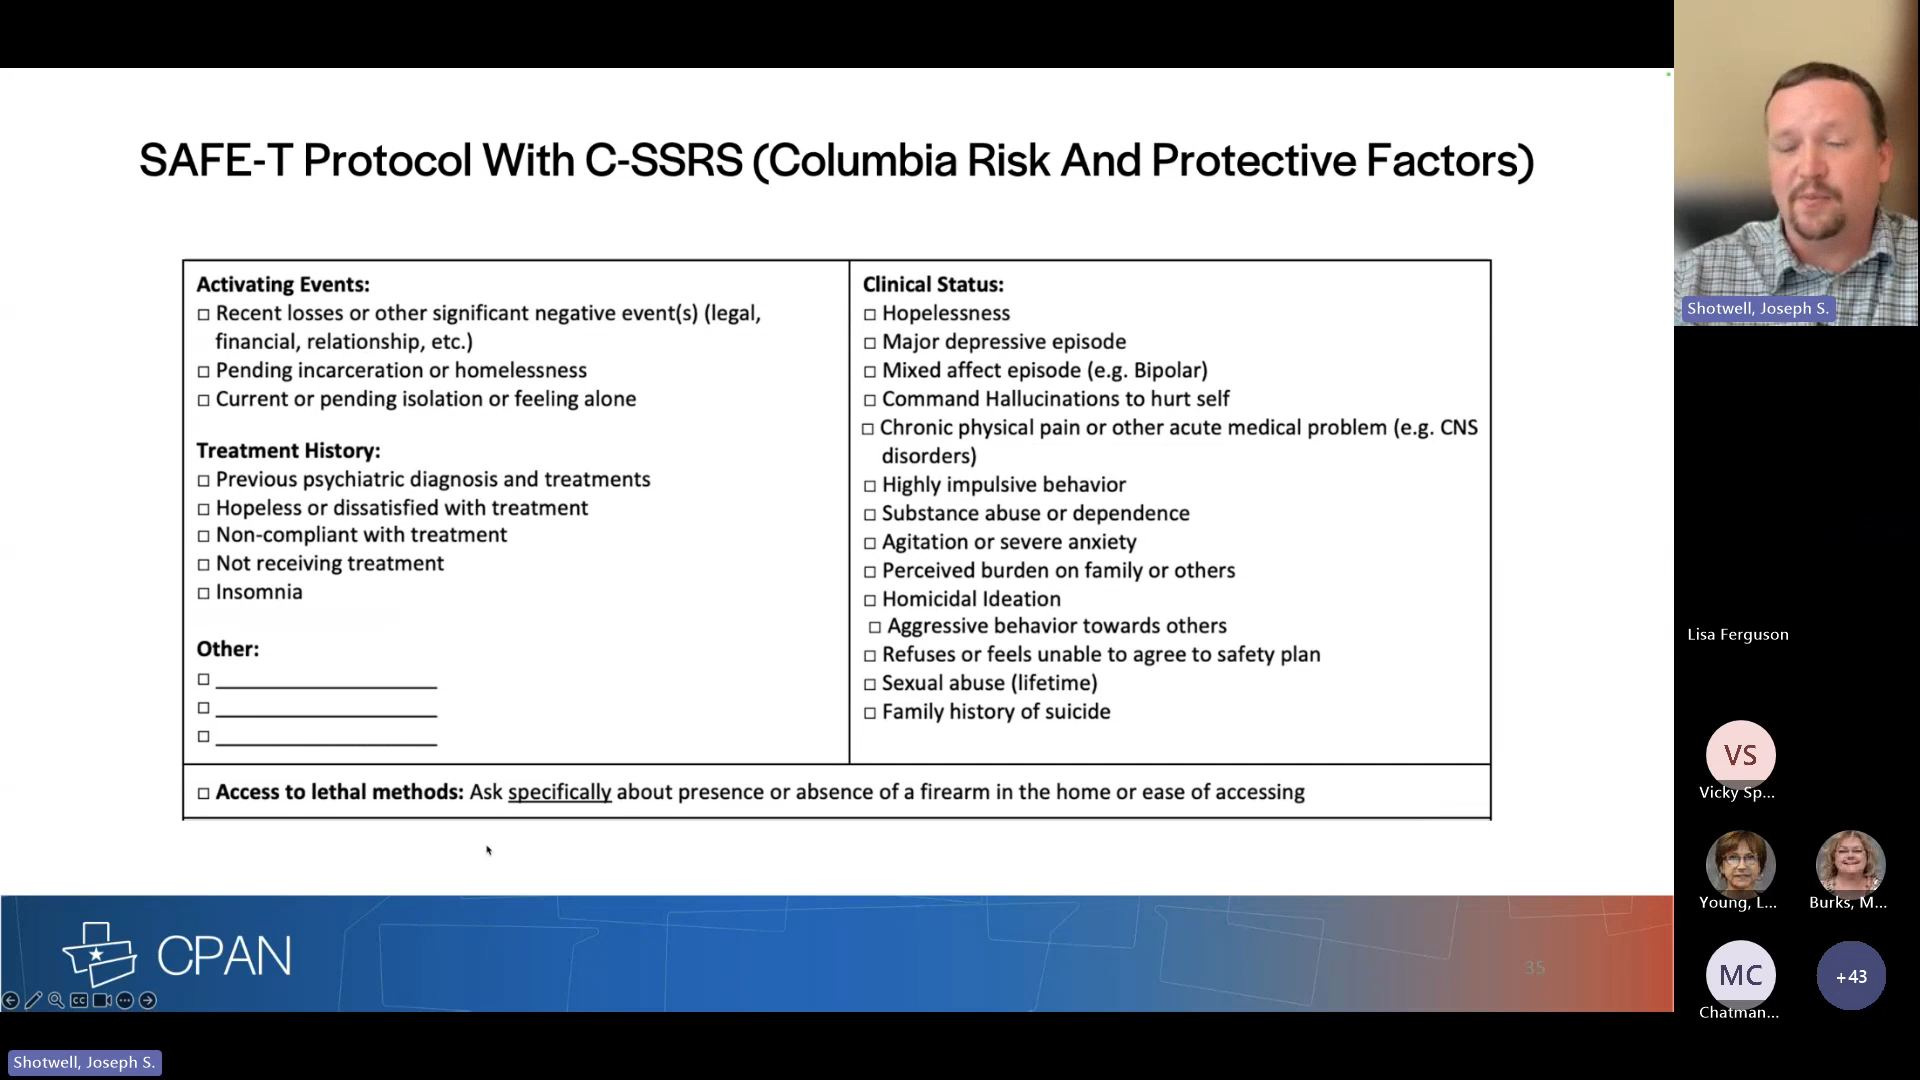 SAFE-T Protocol With C-SSRS (Columbia Risk And Protective Factors)
Activating Events:
□ Recent losses or other significant negative event(s) (legal,
financial, relationship, etc.)
□ Pending incarceration or homelessness
□ Current or pending isolation or feeling alone
Treatment History:
□ Previous psychiatric diagnosis and treatments
□ Hopeless or dissatisfied with treatment
□ Non-compliant with treatment
□ Not receiving treatment
□ Insomnia
Other:
□ ____________________
□ ____________________
□ ____________________
Clinical Status:
□ Hopelessness
□ Major depressive episode
□ Mixed affect episode (e.g. Bipolar)
□ Command Hallucinations to hurt self
□ Chronic physical pain or other acute medical problem (e.g. CNS
disorders)
□ Highly impulsive behavior
□ Substance abuse or dependence
□ Agitation or severe anxiety
□ Perceived burden on family or others
□ Homicidal Ideation
□ Aggressive behavior towards others
□ Refuses or feels unable to agree to safety plan
□ Sexual abuse (lifetime)
□ Family history of suicide
□ Access to lethal methods: Ask specifically about presence or absence of a firearm in the home or ease of accessing
CPAN
35
CC
Shotwell, Joseph S.
Shotwell, Joseph S.
Lisa Ferguson
VS
Vicky Sp...
Young, L...
Burks, M...
MC
Chatman...
+43